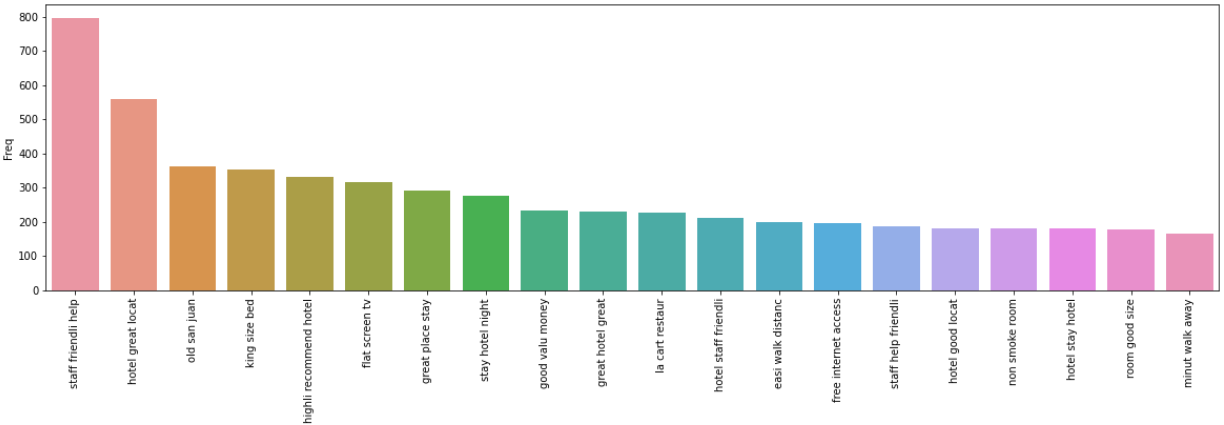 800
700
600
500
400
300
200
100
0
Freq
staff friendli help
hotel great locat
old san juan
king size bed
highli recommend hotel
flat screen tv
great place stay
stay hotel night
good valu money
great hotel great
la cart restaur
hotel staff friendli
easi walk distanc
free internet access
staff help friendli
hotel good locat
non smoke room
hotel stay hotel
room good size
minut walk away